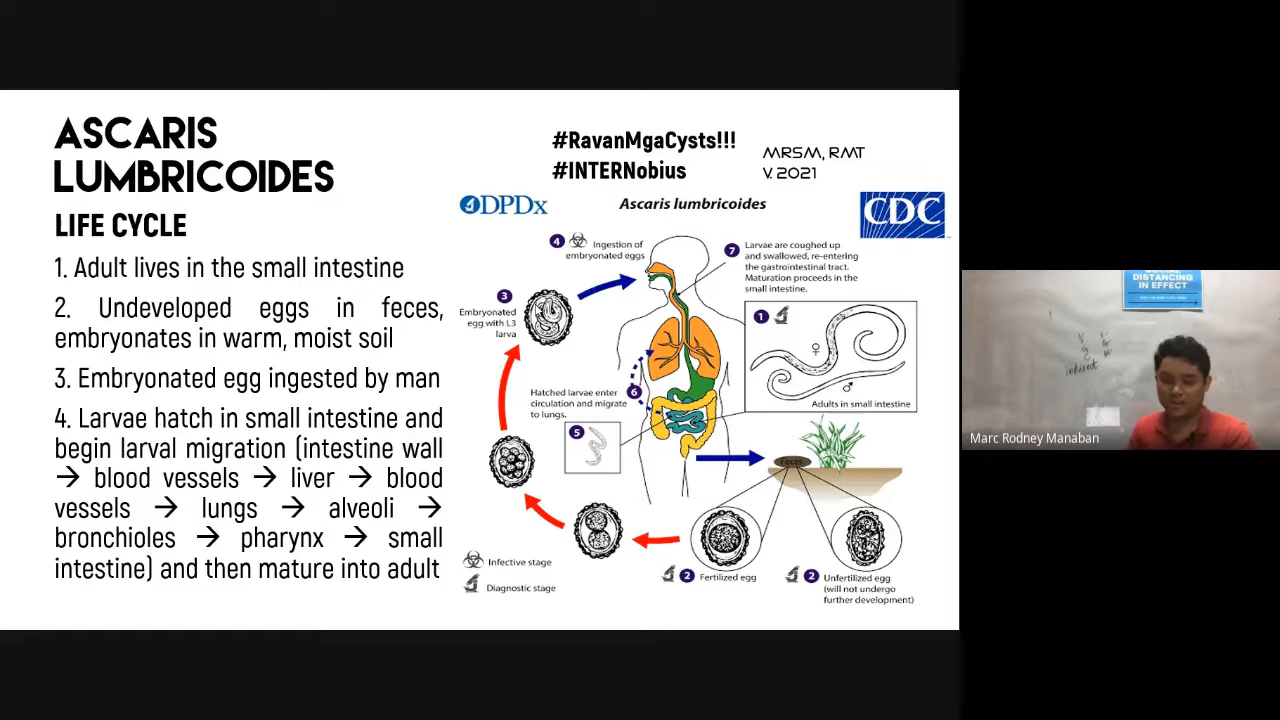 ASCARIS
LUMBRICOIDES
LIFE CYCLE
1. Adult lives in the small intestine
2. Undeveloped eggs in feces,
embryonates in warm, moist soil
3. Embryonated egg ingested by man
4. Larvae hatch in small intestine and
begin larval migration (intestine wall
→ blood vessels → liver → blood
vessels → lungs → alveoli →
bronchioles → pharynx → small
intestine) and then mature into adult
#RavanMgaCysts!!!
#INTERNobius
MRSM, RMT
V. 2021
DPDx
Ascaris lumbricoides
CDC
4
Ingestion of
embryonated eggs
7
Larvae are coughed up
and swallowed, re-entering
the gastrointestinal tract.
Maturation proceeds in the
small intestine.
3
Embryonated
egg with L3
larva
1
♀
♂
Adults in small intestine
6
Hatched larvae enter
circulation and migrate
to lungs.
5
Feces
2 Fertilized egg
2 Unfertilized egg
(will not undergo
further development)
Infective stage
Diagnostic stage
DISTANCING
IN EFFECT
indirect
Marc Rodney Manaban